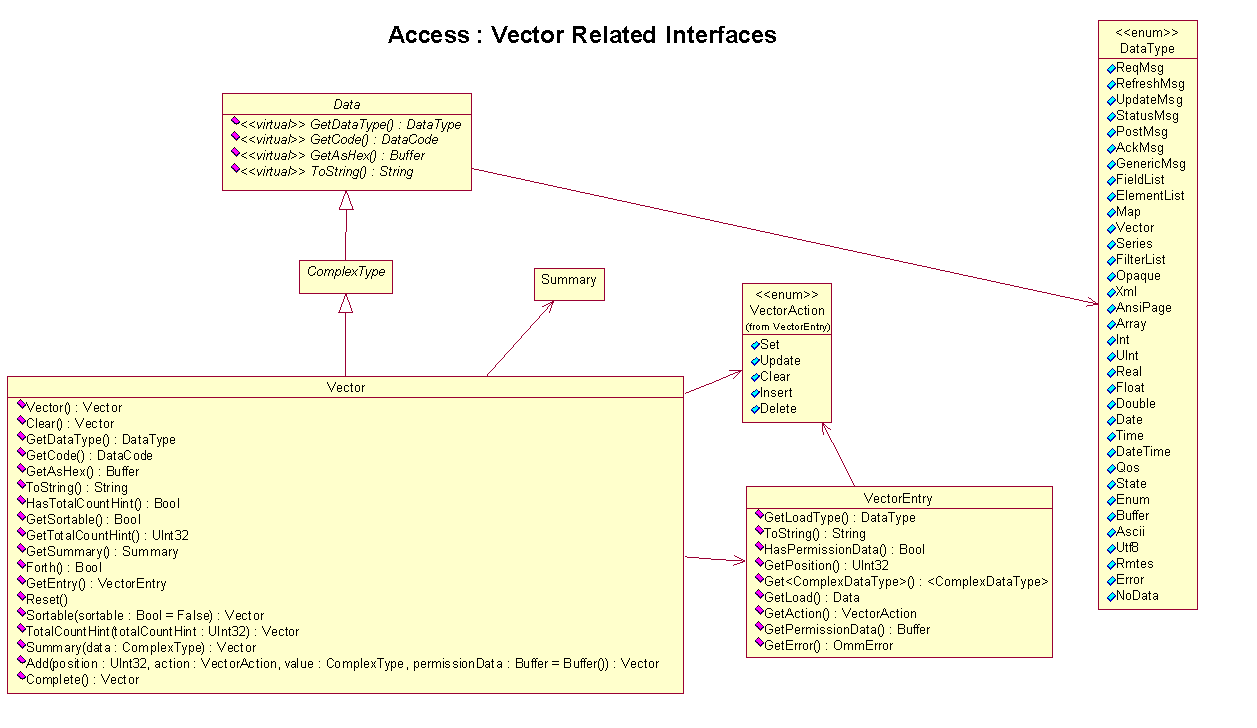 Access : Vector Related Interfaces
Data
<<virtual>> GetDataType() : DataType
<<virtual>> GetCode() : DataCode
<<virtual>> GetAsHex() : Buffer
<<virtual>> ToString() : String
ComplexType
Summary
Vector
Vector() : Vector
Clear() : Vector
GetDataType() : DataType
GetCode() : DataCode
GetAsHex() : Buffer
ToString() : String
HasTotalCountHint() : Bool
GetSortable() : Bool
GetTotalCountHint() : UInt32
GetSummary() : Summary
Forth() : Bool
GetEntry() : VectorEntry
Reset()
Sortable(sortable : Bool = False) : Vector
TotalCountHint(totalCountHint : UInt32) : Vector
Summary(data : ComplexType) : Vector
Add(position : UInt32, action : VectorAction, value : ComplexType, permissionData : Buffer = Buffer()) : Vector
Complete() : Vector
<<enum>>
VectorAction
(from VectorEntry)
Set
Update
Clear
Insert
Delete
VectorEntry
GetLoadType() : DataType
ToString() : String
HasPermissionData() : Bool
GetPosition() : UInt32
Get<ComplexDataType>() : <ComplexDataType>
GetLoad() : Data
GetAction() : VectorAction
GetPermissionData() : Buffer
GetError() : OmmError
<<enum>>
DataType
ReqMsg
RefreshMsg
UpdateMsg
StatusMsg
PostMsg
AckMsg
GenericMsg
FieldList
ElementList
Map
Vector
Series
FilterList
Opaque
Xml
AnsiPage
Array
Int
UInt
Real
Float
Double
Date
Time
DateTime
Qos
State
Enum
Buffer
Ascii
Utf8
Rmtes
Error
NoData